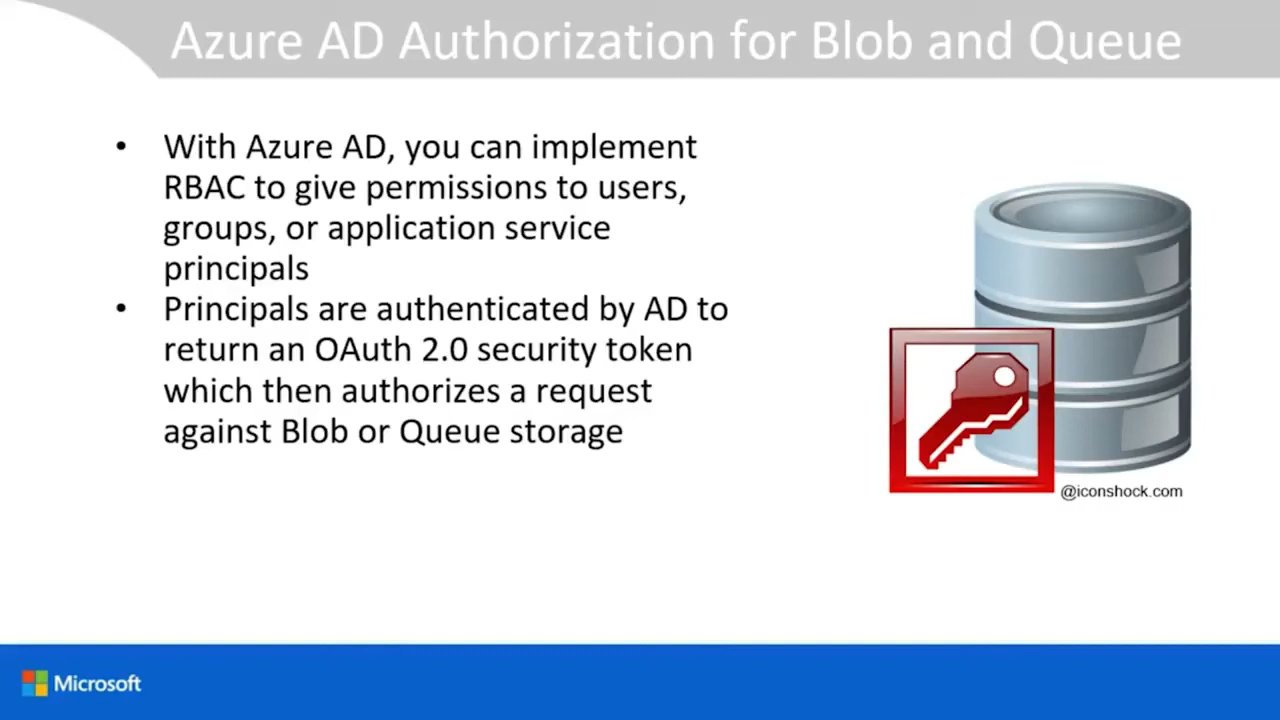 Azure AD Authorization for Blob and Queue
• With Azure AD, you can implement
RBAC to give permissions to users,
groups, or application service
principals
• Principals are authenticated by AD to
return an OAuth 2.0 security token
which then authorizes a request
against Blob or Queue storage
@iconshock.com
Microsoft